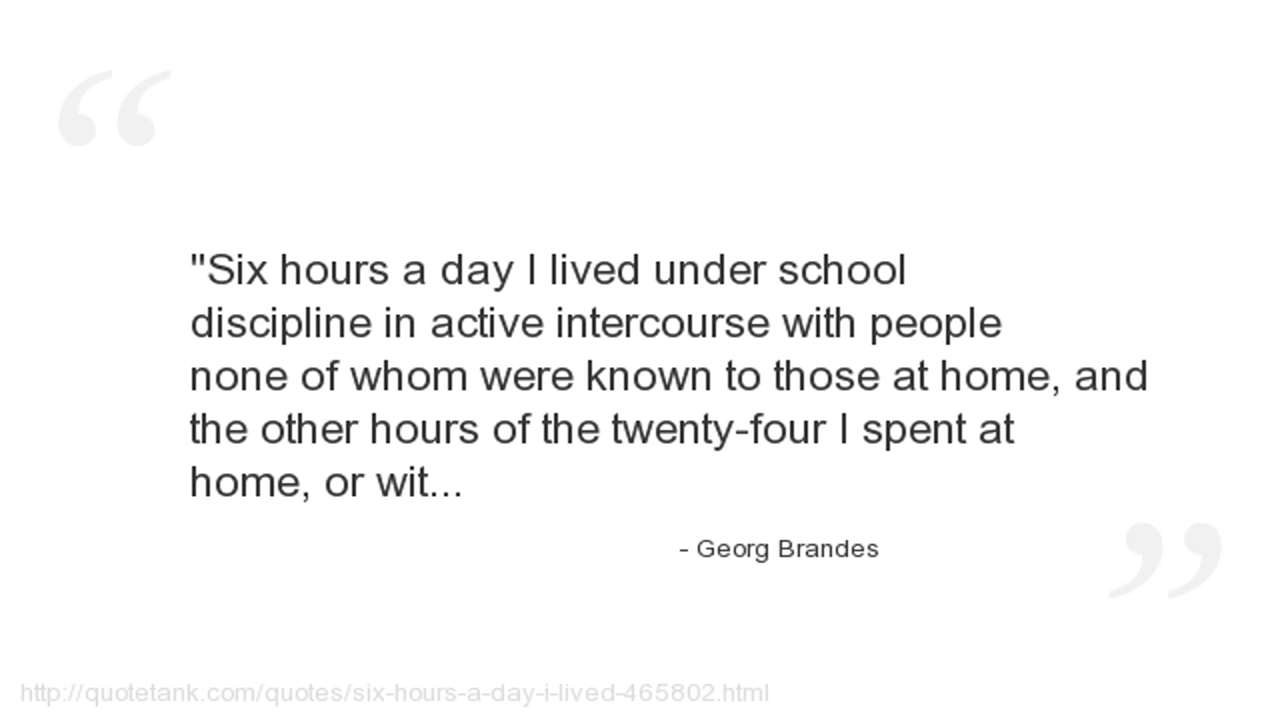 "Six hours a day I lived under school
discipline in active intercourse with people
none of whom were known to those at home, and
the other hours of the twenty-four I spent at
home, or wit...
- Georg Brandes
http://quotetank.com/quotes/six-hours-a-day-i-lived-465802.html